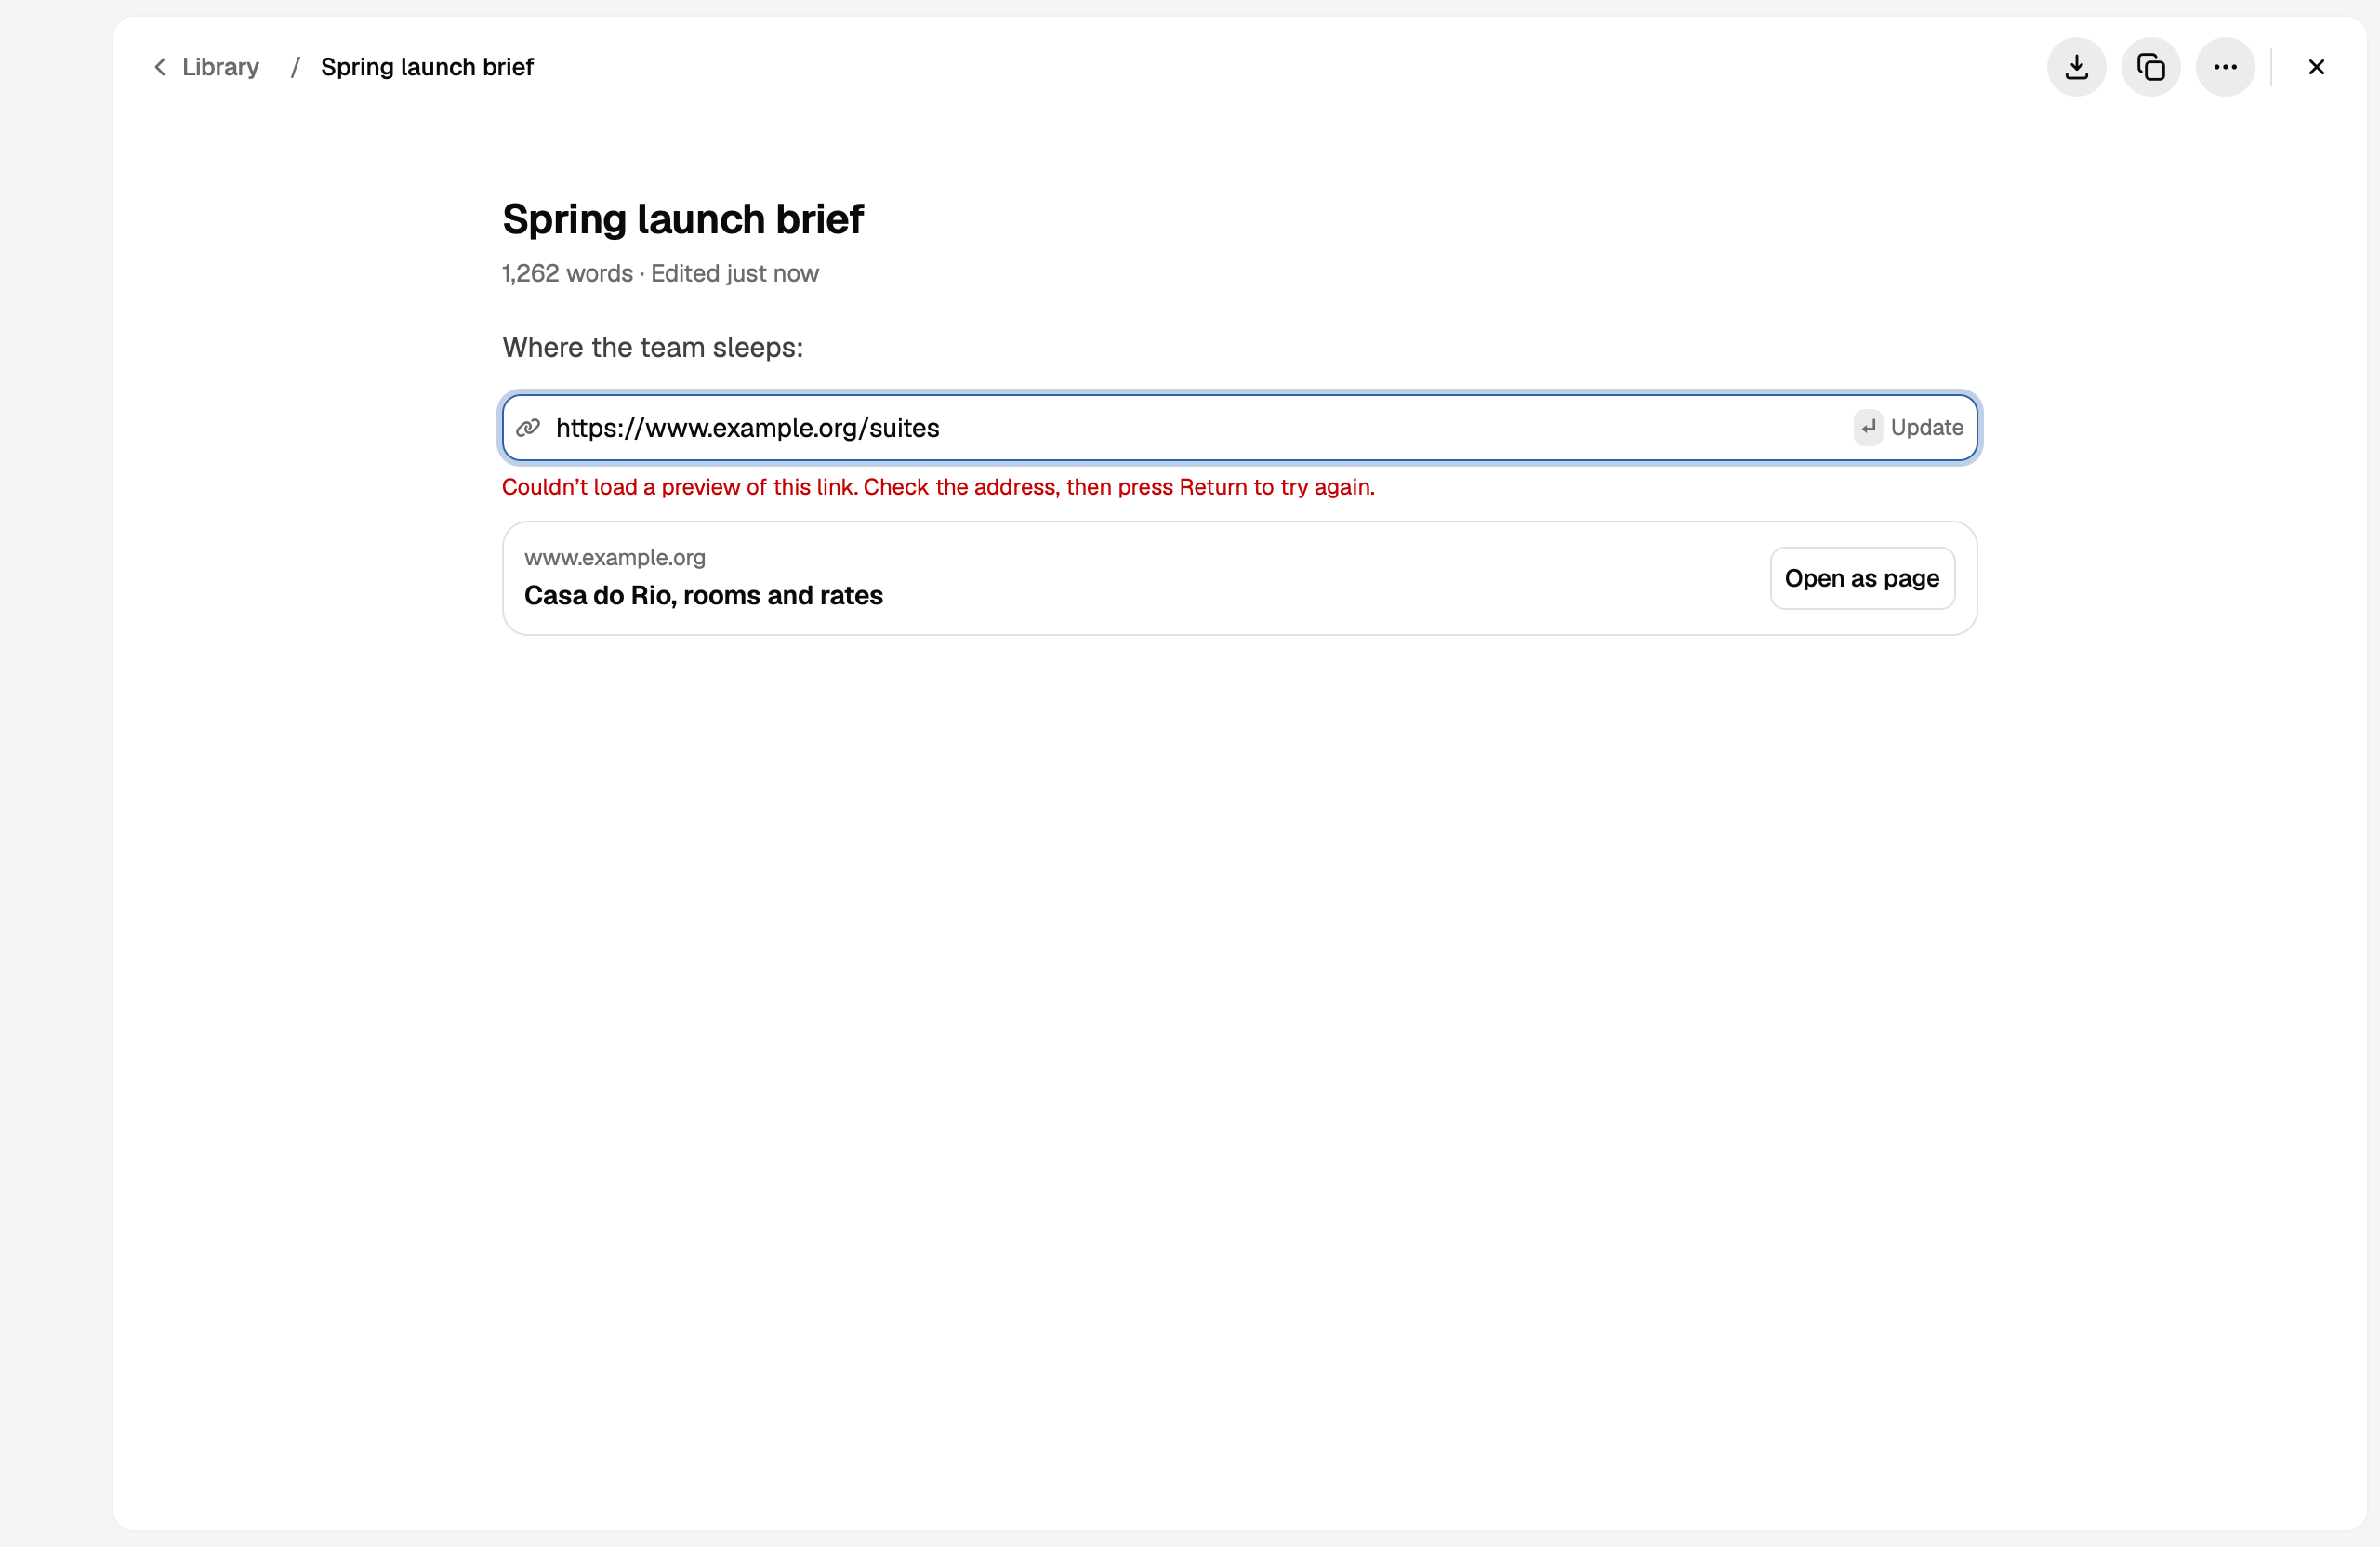 Library / Spring launch brief
Spring launch brief
1,262 words · Edited just now
Where the team sleeps:
https://www.example.org/suites
Update
Couldn’t load a preview of this link. Check the address, then press Return to try again.
www.example.org
Casa do Rio, rooms and rates
Open as page